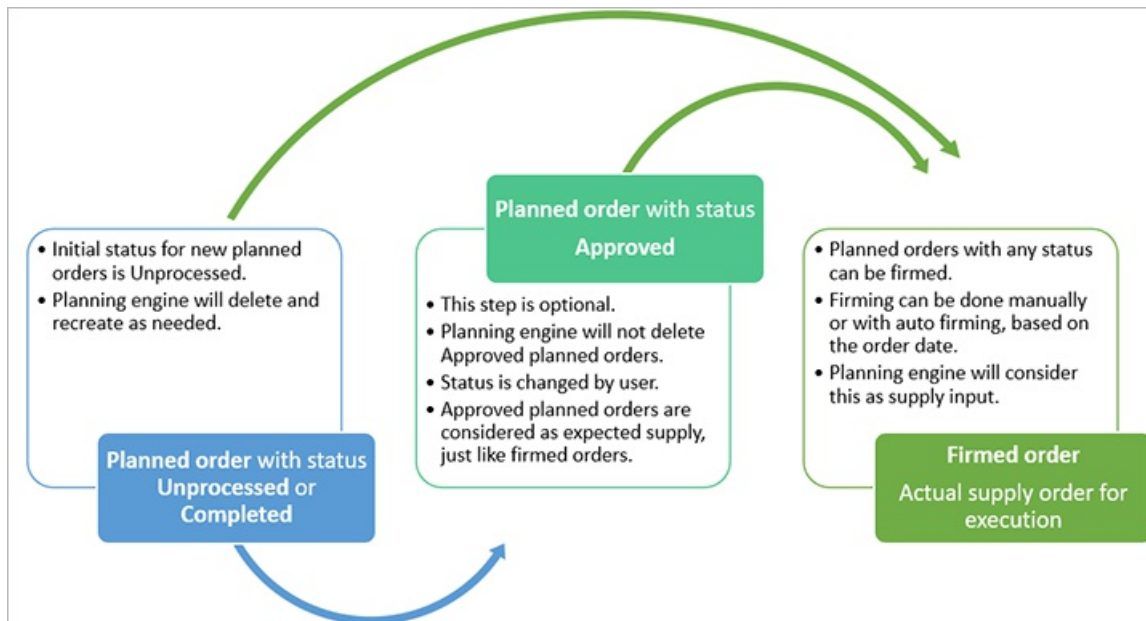 • Initial status for new planned
orders is Unprocessed.
• Planning engine will delete and
recreate as needed.
Planned order with status
Unprocessed or
Completed
Planned order with status
Approved
• This step is optional.
• Planning engine will not delete
Approved planned orders.
• Status is changed by user.
• Approved planned orders are
considered as expected supply,
just like firmed orders.
• Planned orders with any status
can be firmed.
• Firming can be done manually
or with auto firming, based on
the order date.
• Planning engine will consider
this as supply input.
Firmed order
Actual supply order for
execution